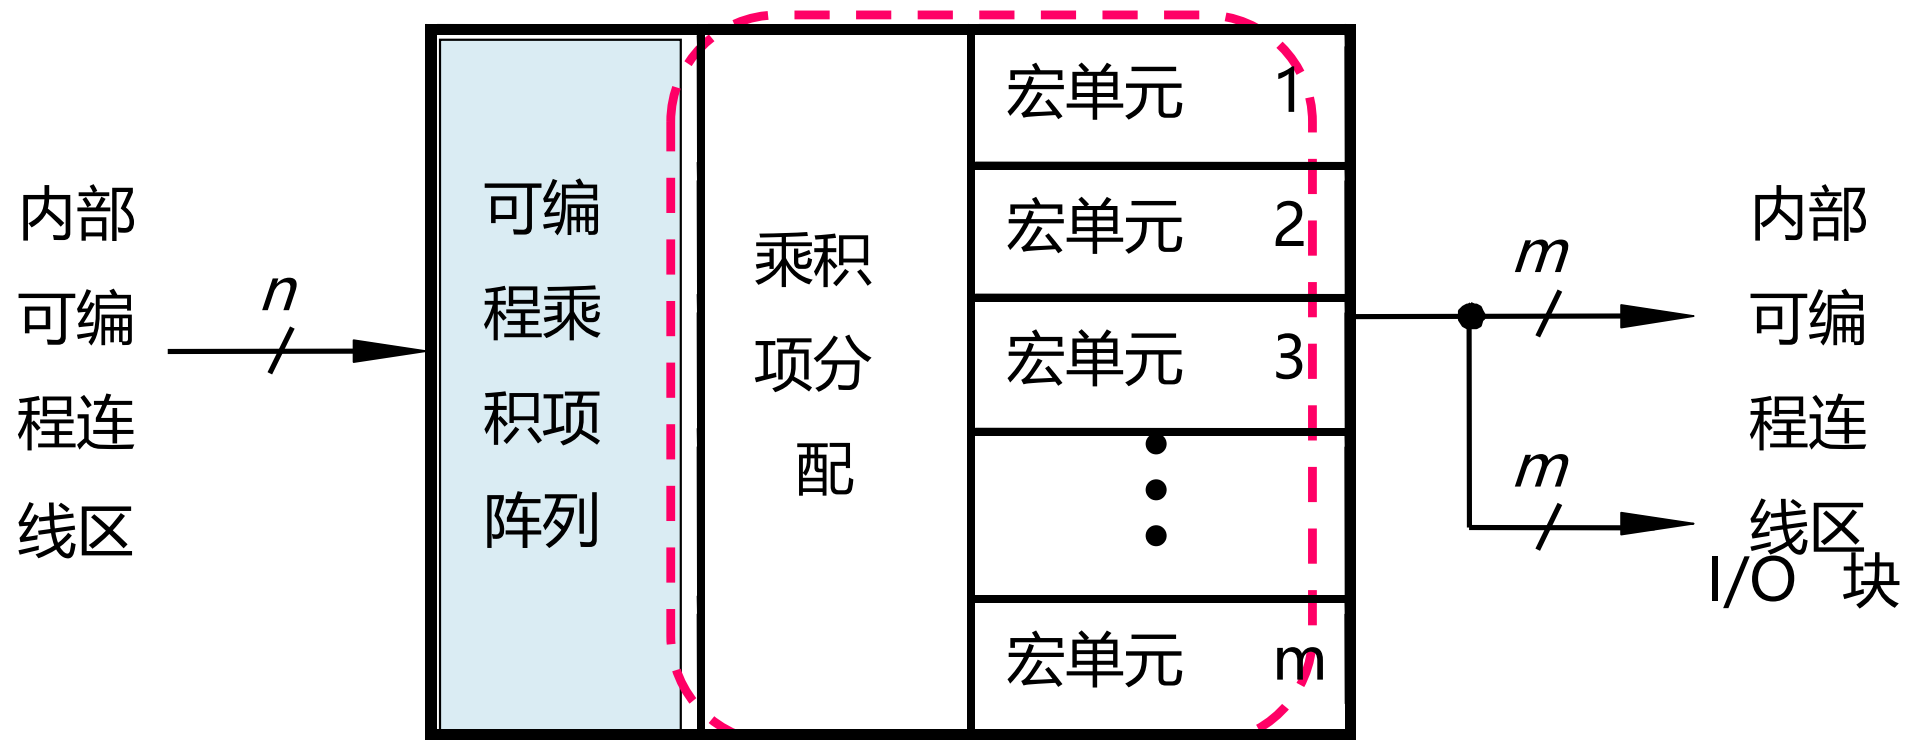 内部
可编
程连
线区
n
可编
程乘
积项
阵列
乘积
项分
配
宏单元 1
宏单元 2
宏单元 3
宏单元 m
m
m
内部
可编
程连
线区
I/O 块